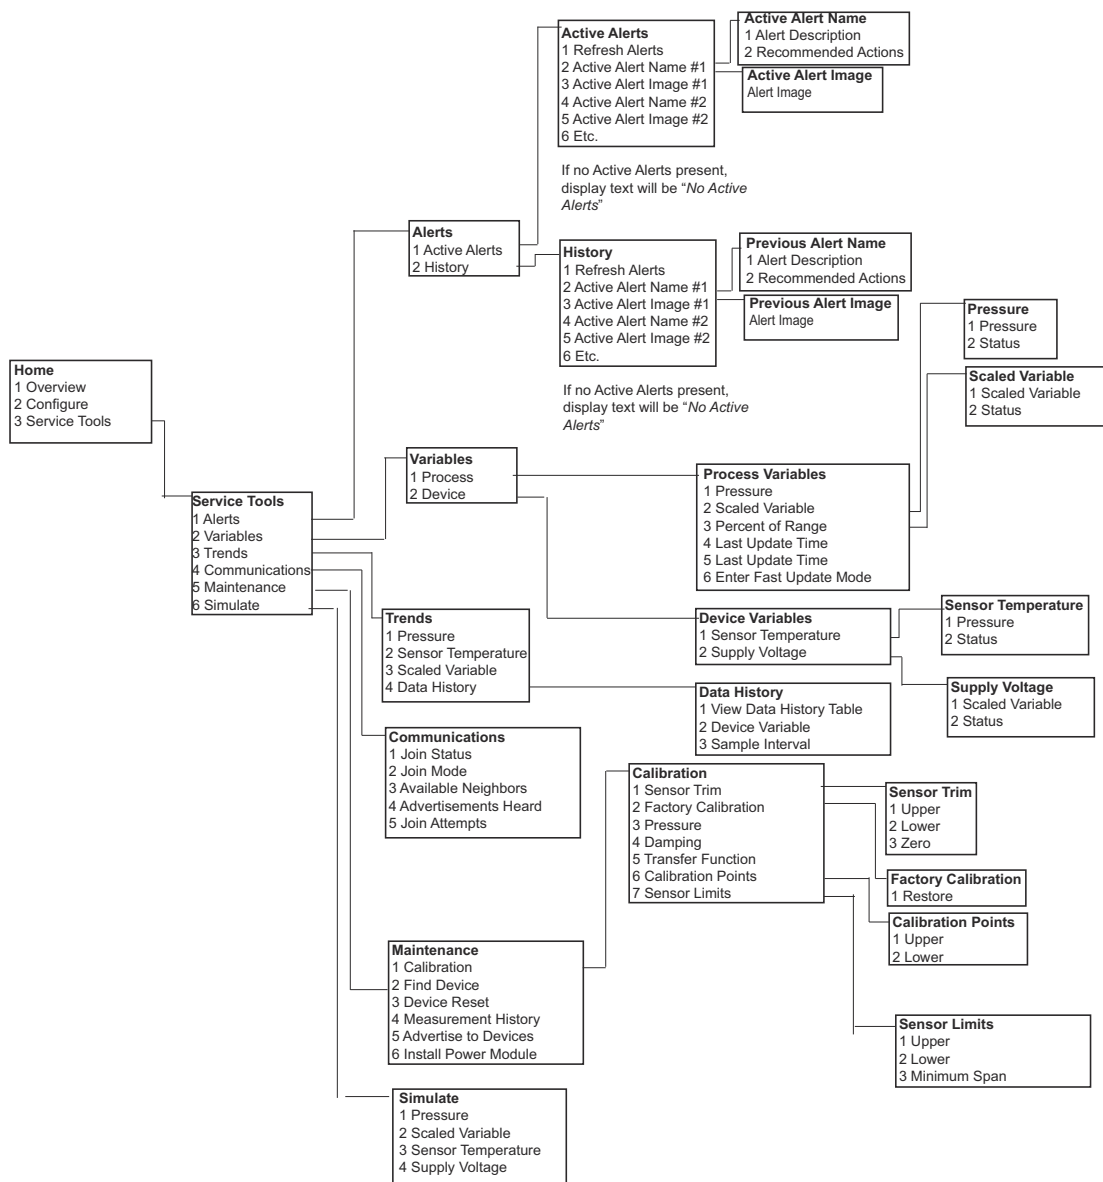 Home
1 Overview
2 Configure
3 Service Tools
Service Tools
1 Alerts
2 Variables
3 Trends
4 Communications
5 Maintenance
6 Simulate
Alerts
1 Active Alerts
2 History
Active Alerts
1 Refresh Alerts
2 Active Alert Name #1
3 Active Alert Image #1
4 Active Alert Name #2
5 Active Alert Image #2
6 Etc.
If no Active Alerts present,
display text will be “No Active
Alerts”
Active Alert Name
1 Alert Description
2 Recommended Actions
Active Alert Image
Alert Image
History
1 Refresh Alerts
2 Active Alert Name #1
3 Active Alert Image #1
4 Active Alert Name #2
5 Active Alert Image #2
6 Etc.
If no Active Alerts present,
display text will be “No Active
Alerts”
Previous Alert Name
1 Alert Description
2 Recommended Actions
Previous Alert Image
Alert Image
Variables
1 Process
2 Device
Process Variables
1 Pressure
2 Scaled Variable
3 Percent of Range
4 Last Update Time
5 Last Update Time
6 Enter Fast Update Mode
Pressure
1 Pressure
2 Status
Scaled Variable
1 Scaled Variable
2 Status
Device Variables
1 Sensor Temperature
2 Supply Voltage
Sensor Temperature
1 Pressure
2 Status
Supply Voltage
1 Scaled Variable
2 Status
Trends
1 Pressure
2 Sensor Temperature
3 Scaled Variable
4 Data History
Data History
1 View Data History Table
2 Device Variable
3 Sample Interval
Communications
1 Join Status
2 Join Mode
3 Available Neighbors
4 Advertisements Heard
5 Join Attempts
Maintenance
1 Calibration
2 Find Device
3 Device Reset
4 Measurement History
5 Advertise to Devices
6 Install Power Module
Calibration
1 Sensor Trim
2 Factory Calibration
3 Pressure
4 Damping
5 Transfer Function
6 Calibration Points
7 Sensor Limits
Sensor Trim
1 Upper
2 Lower
3 Zero
Factory Calibration
1 Restore
Calibration Points
1 Upper
2 Lower
Sensor Limits
1 Upper
2 Lower
3 Minimum Span
Simulate
1 Pressure
2 Scaled Variable
3 Sensor Temperature
4 Supply Voltage